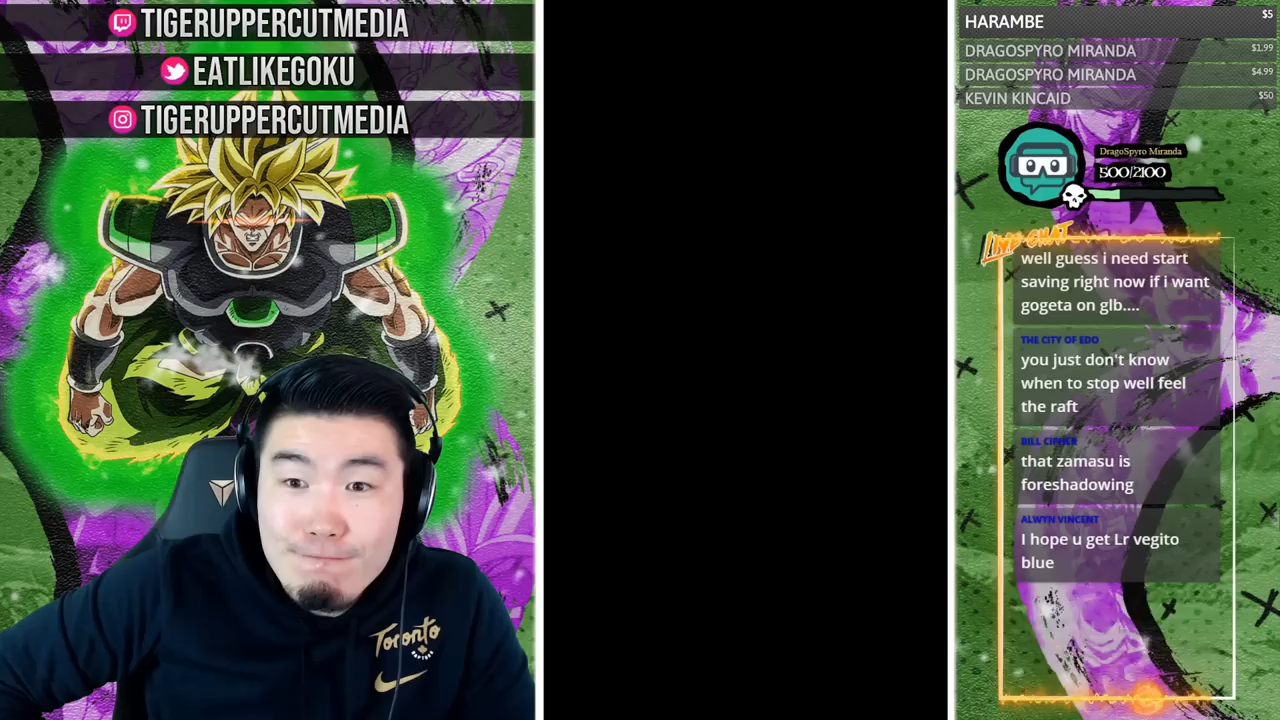 TIGERUPPERCUTMEDIA
EATLIKEGOKU
TIGERUPPERCUTMEDIA
Toronto
RAPTORS
HARAMBE $5
DRAGOSPYRO MIRANDA $1.99
DRAGOSPYRO MIRANDA $4.99
KEVIN KINCAID $50
DragoSpyro Miranda
500/2100
LIVE CHAT
well guess i need start
saving right now if i want
gogeta on glb....
THE CITY OF EDO
you just don't know
when to stop well feel
the raft
BILL CIPHER
that zamasu is
foreshadowing
ALWYN VINCENT
I hope u get Lr vegito
blue